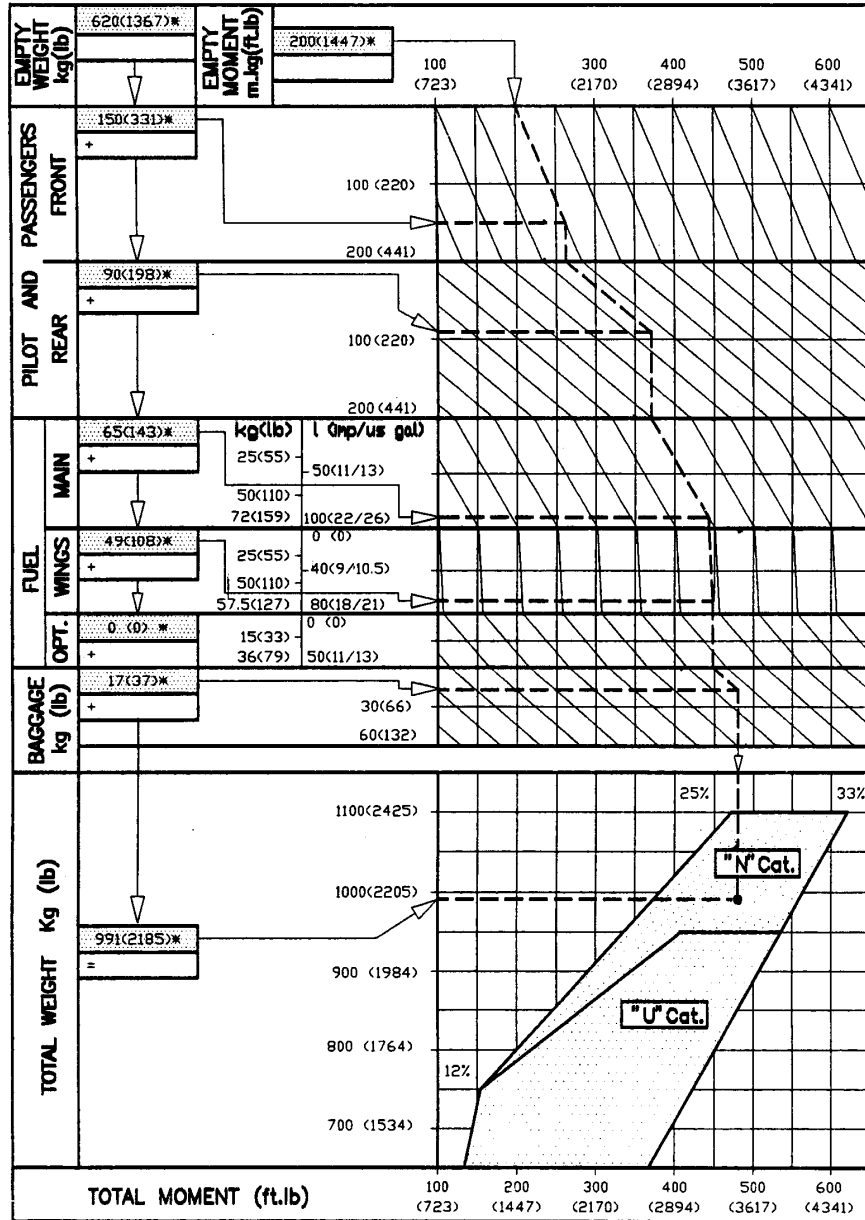 EMPTY WEIGHT kg(lb)
620(1367)*
EMPTY MOMENT m.kg(ft.lb)
200(1447)*
100 300 400 500 600
(723) (2170) (2894) (3617) (4341)
PILOT AND PASSENGERS
FRONT
150(331)*
+
100 (220)
200 (441)
REAR
90(198)*
+
100 (220)
200 (441)
FUEL
MAIN
65(143)*
+
kg(lb) l (imp/us gal)
25(55)
50(11/13)
50(110)
72(159) 100(22/26)
WINGS
49(108)*
+
0 (0)
25(55)
40(9/10.5)
50(110)
57.5(127) 80(18/21)
OPT.
0 (0) *
+
0 (0)
15(33)
36(79) 50(11/13)
BAGGAGE kg (lb)
17(37)*
+
30(66)
60(132)
TOTAL WEIGHT Kg (lb)
25% 33%
1100(2425)
"N" Cat.
1000(2205)
991(2185)*
=
900 (1984)
"U" Cat.
800 (1764)
12%
700 (1534)
TOTAL MOMENT (ft.lb)
100 200 300 400 500 600
(723) (1447) (2170) (2894) (3617) (4341)